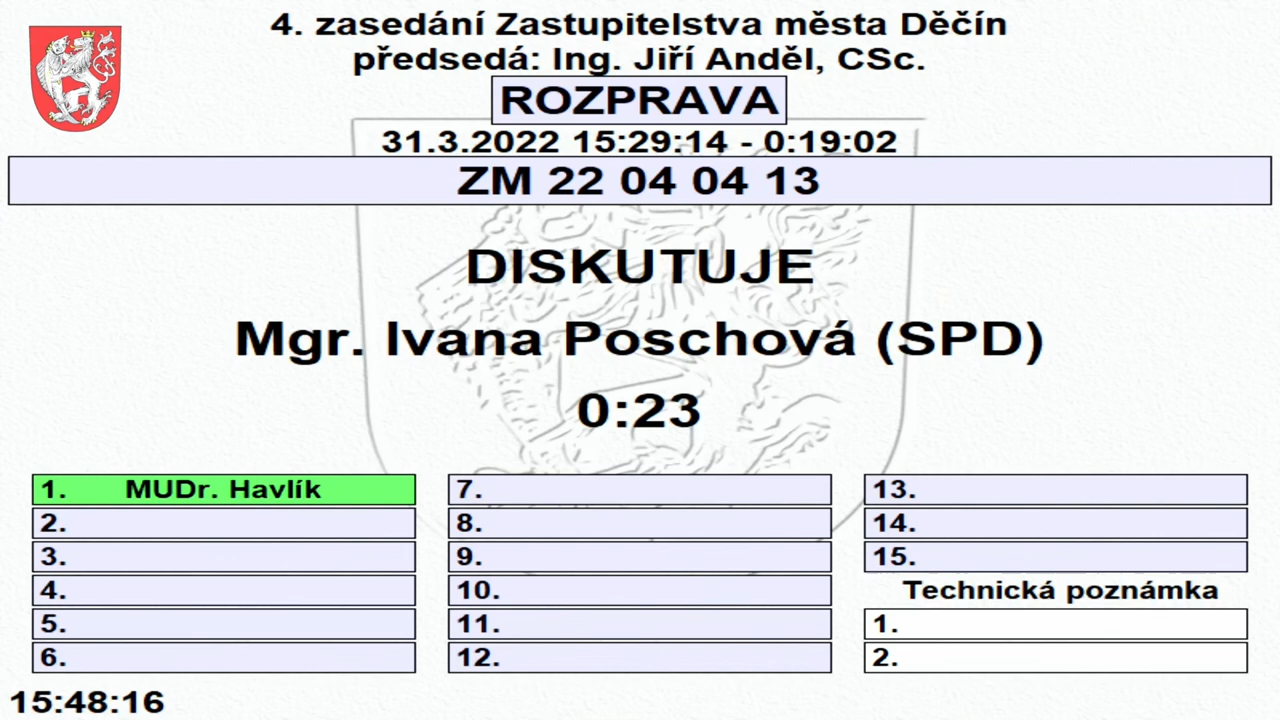 4. zasedání Zastupitelstva města Děčín
předsedá: Ing. Jiří Anděl, CSc.
ROZPRAVA
31.3.2022 15:29:14 - 0:19:02
ZM 22 04 04 13
DISKUTUJE
Mgr. Ivana Poschová (SPD)
0:23
1. MUDr. Havlík
2.
3.
4.
5.
6.
7.
8.
9.
10.
11.
12.
13.
14.
15.
Technická poznámka
1.
2.
15:48:16